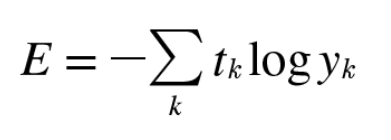 E = −∑ₖ tₖ log yₖ